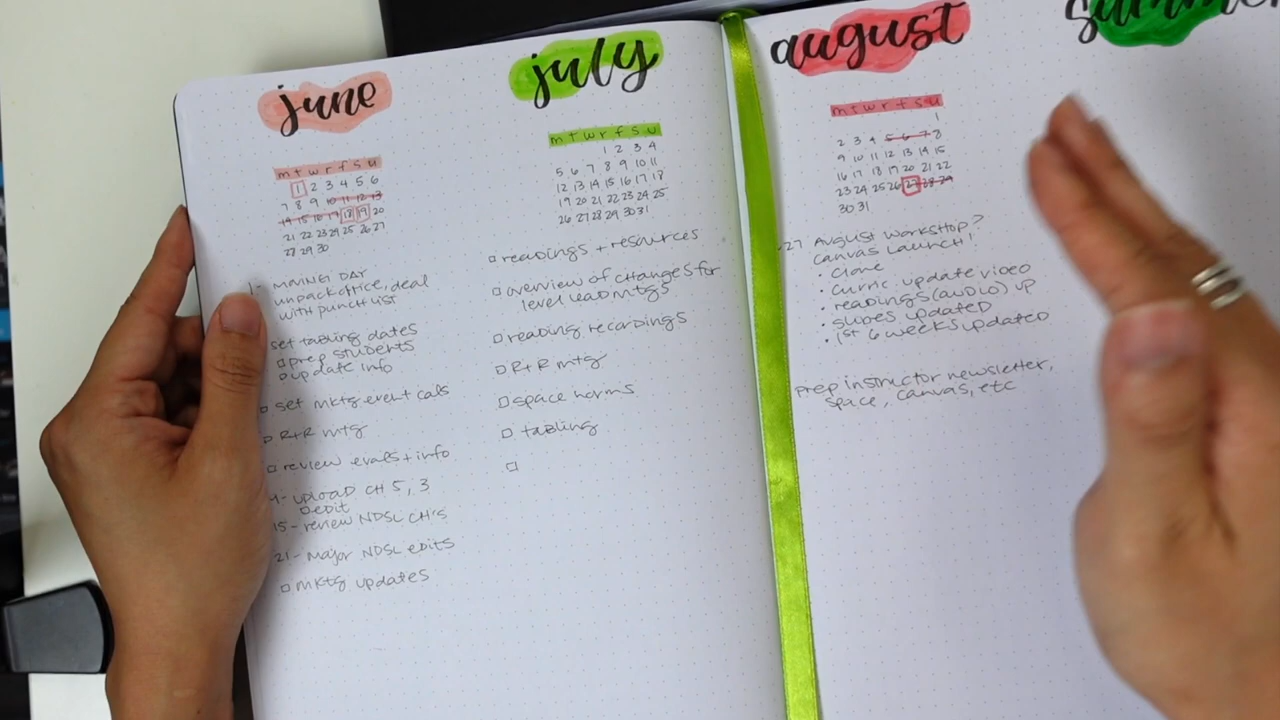 june
m t w r f s u
1 2 3 4 5 6
7 8 9 10 11 12 13
14 15 16 17 18 19 20
21 22 23 24 25 26 27
27 29 30
1- MOVING DAY
unpack office, deal
with punch list
set tabling dates
prep students
update info
set mktg event cals
R+R mtg
review evals + info
4- upload CH 5, 3
edit
15- review NDSL CH's
21- Major NDSL edits
mktg updates
july
m t w r f s u
1 2 3 4
5 6 7 8 9 10 11
12 13 14 15 16 17 18
19 20 21 22 23 24 25
26 27 28 29 30 31
readings + resources
overview of changes for
level lead mtgs
reading recordings
R+R mtg
space norms
tabling
august
m t w r f s u
1
2 3 4 5 6 7 8
9 10 11 12 13 14 15
16 17 18 19 20 21 22
23 24 25 26 27 28 29
30 31
27 August workshop?
Canvas Launch!
• clone
• curric update video
• readings (audio) up
• slides updated
• 1st 6 weeks updated
Prep instructor newsletter,
space, canvas, etc
summer